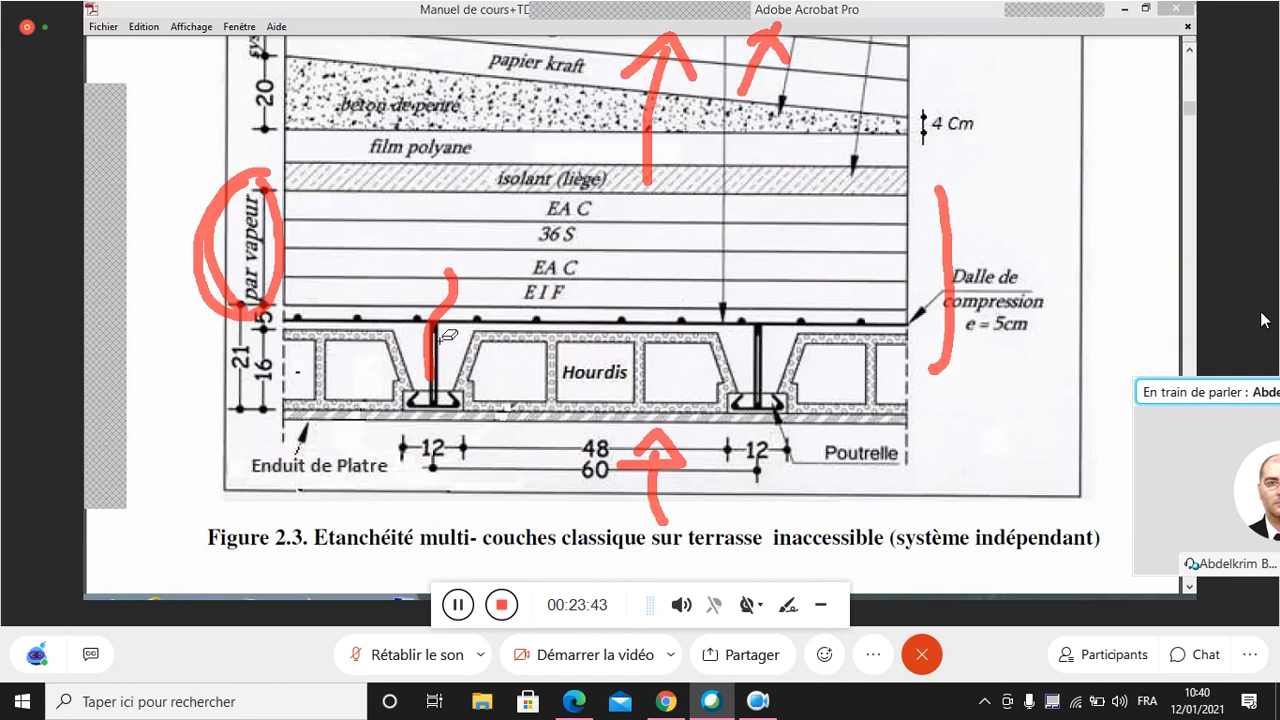 Manuel de cours+TD
Adobe Acrobat Pro
Fichier Edition Affichage Fenêtre Aide
papier kraft
20
béton de pente
4 Cm
film polyane
isolant (liège)
par vapeur
EA C
36 S
EA C
E I F
Dalle de
compression
e = 5cm
5
21
16
Hourdis
12 48 12
60
Poutrelle
Enduit de Platre
Figure 2.3. Etanchéité multi- couches classique sur terrasse inaccessible (système indépendant)
En train de parler : Abde
Abdelkrim B...
00:23:43
Rétablir le son
Démarrer la vidéo
Partager
Participants
Chat
Taper ici pour rechercher
FRA
10:40
12/01/2021